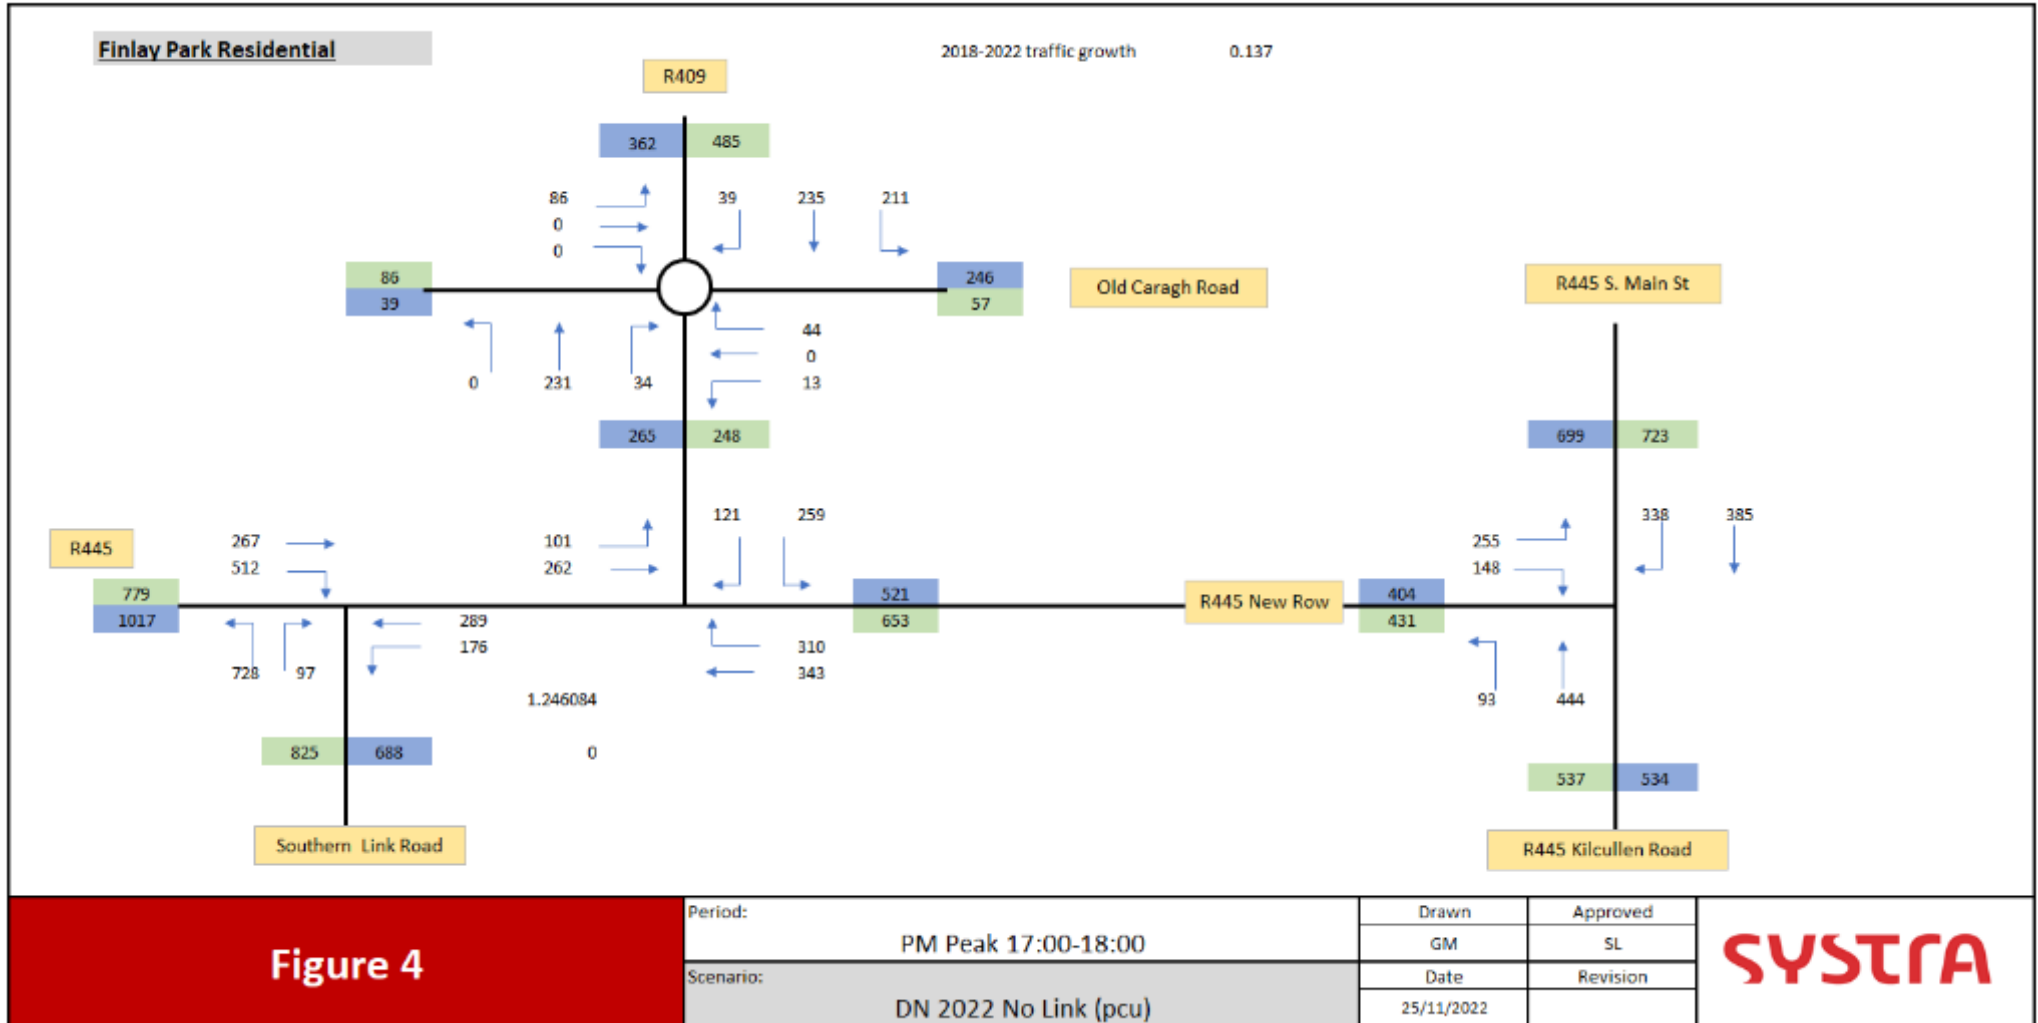 Finlay Park Residential
2018-2022 traffic growth 0.137
R409
362 485
86 39 235 211
0
0
86 246
39 57
Old Caragh Road
R445 S. Main St
44
0
0 231 34 13
265 248
699 723
121 259
338 385
R445
267 101 255
512 262 148
779 521 R445 New Row 404
1017 653 431
289
176 310
728 97 343
93 444
1.246084
825 688 0
537 534
Southern Link Road
R445 Kilcullen Road
Figure 4
Period:
PM Peak 17:00-18:00
Scenario:
DN 2022 No Link (pcu)
Drawn Approved
GM SL
Date Revision
25/11/2022
SYSTRA